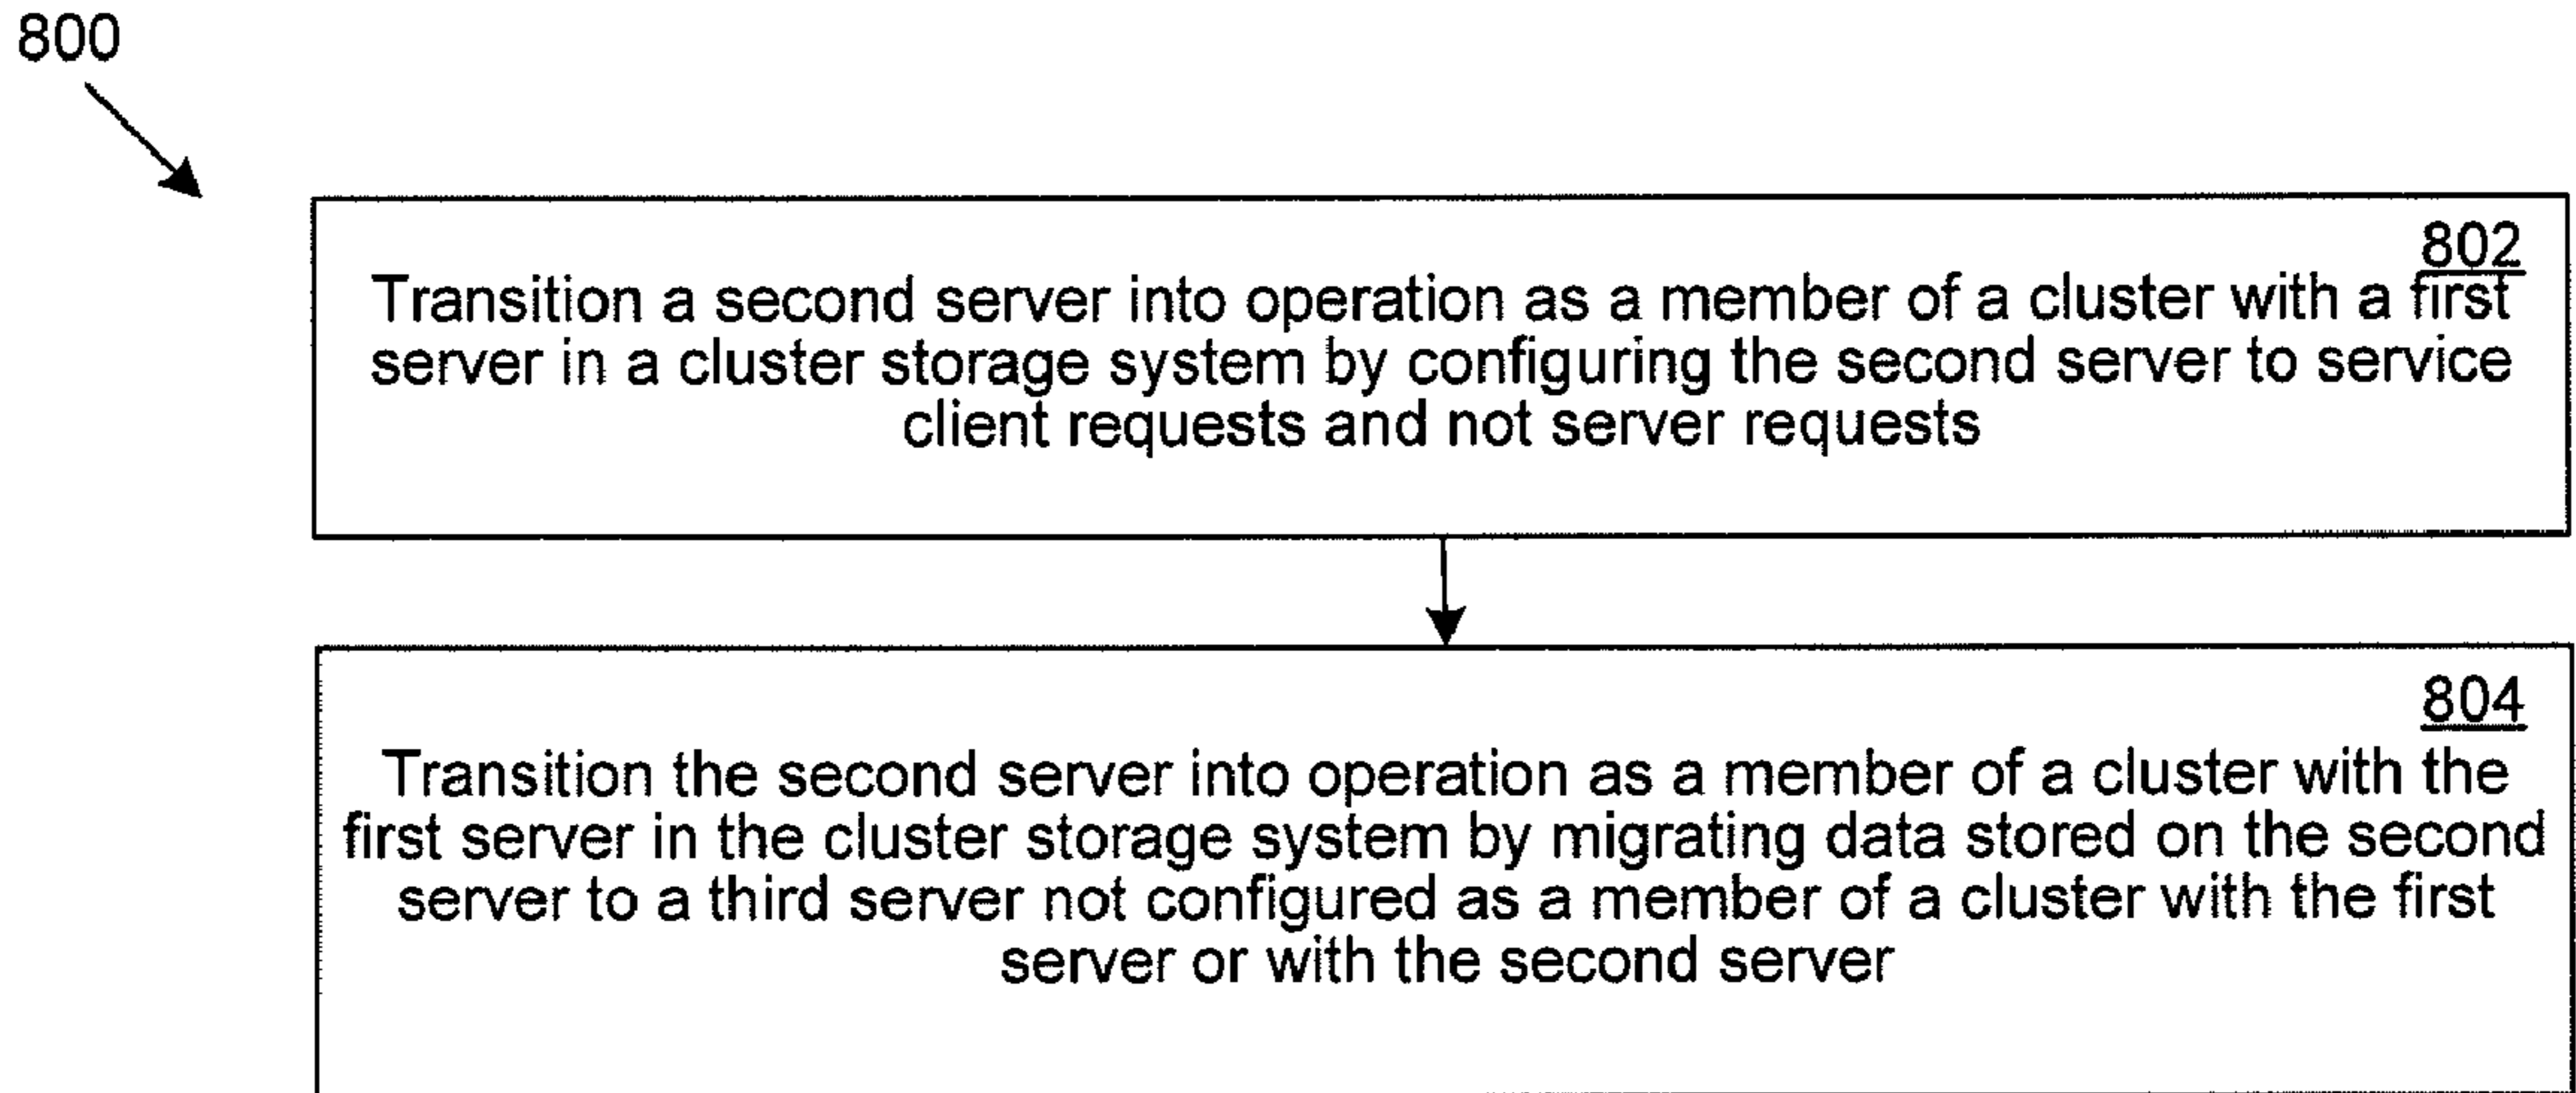 800
802
Transition a second server into operation as a member of a cluster with a first
server in a cluster storage system by configuring the second server to service
client requests and not server requests
804
Transition the second server into operation as a member of a cluster with the
first server in the cluster storage system by migrating data stored on the second
server to a third server not configured as a member of a cluster with the first
server or with the second server